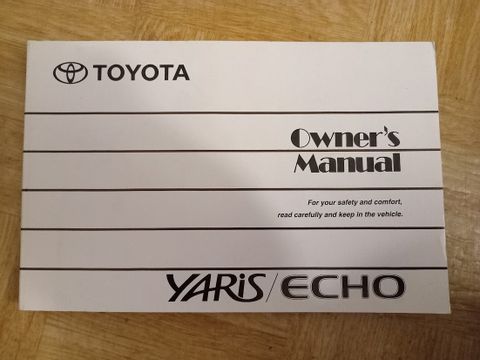 TOYOTA
Owner's
Manual
For your safety and comfort,
read carefully and keep in the vehicle.
YARiS/ECHO